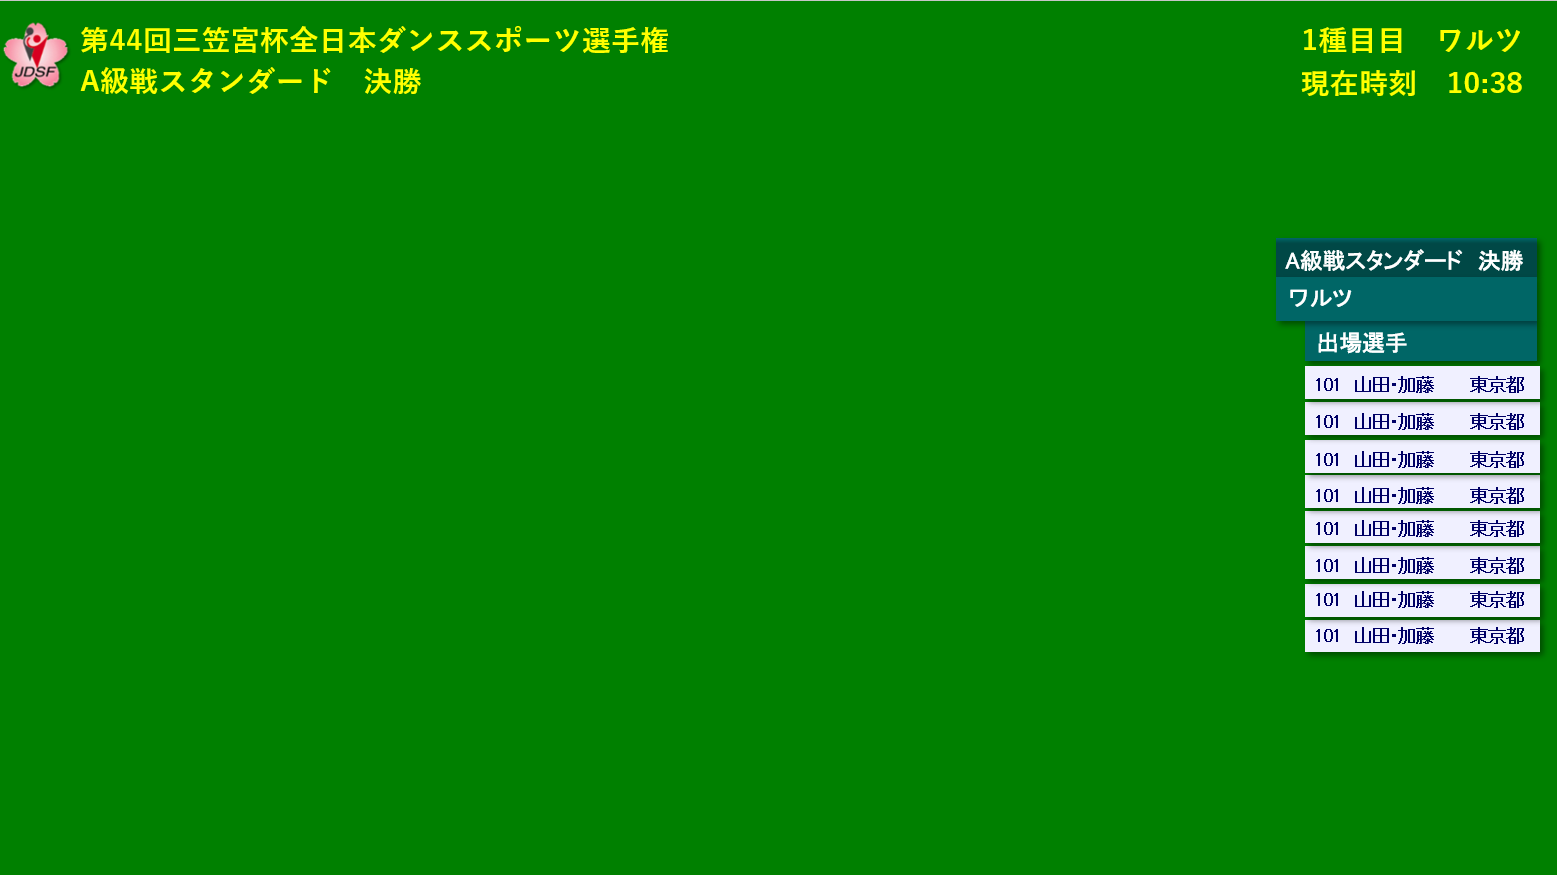 JDSF
第44回三笠宮杯全日本ダンススポーツ選手権
A級戦スタンダード　決勝
1種目目　ワルツ
現在時刻　10:38
A級戦スタンダード　決勝
ワルツ
出場選手
101　山田・加藤　東京都
101　山田・加藤　東京都
101　山田・加藤　東京都
101　山田・加藤　東京都
101　山田・加藤　東京都
101　山田・加藤　東京都
101　山田・加藤　東京都
101　山田・加藤　東京都